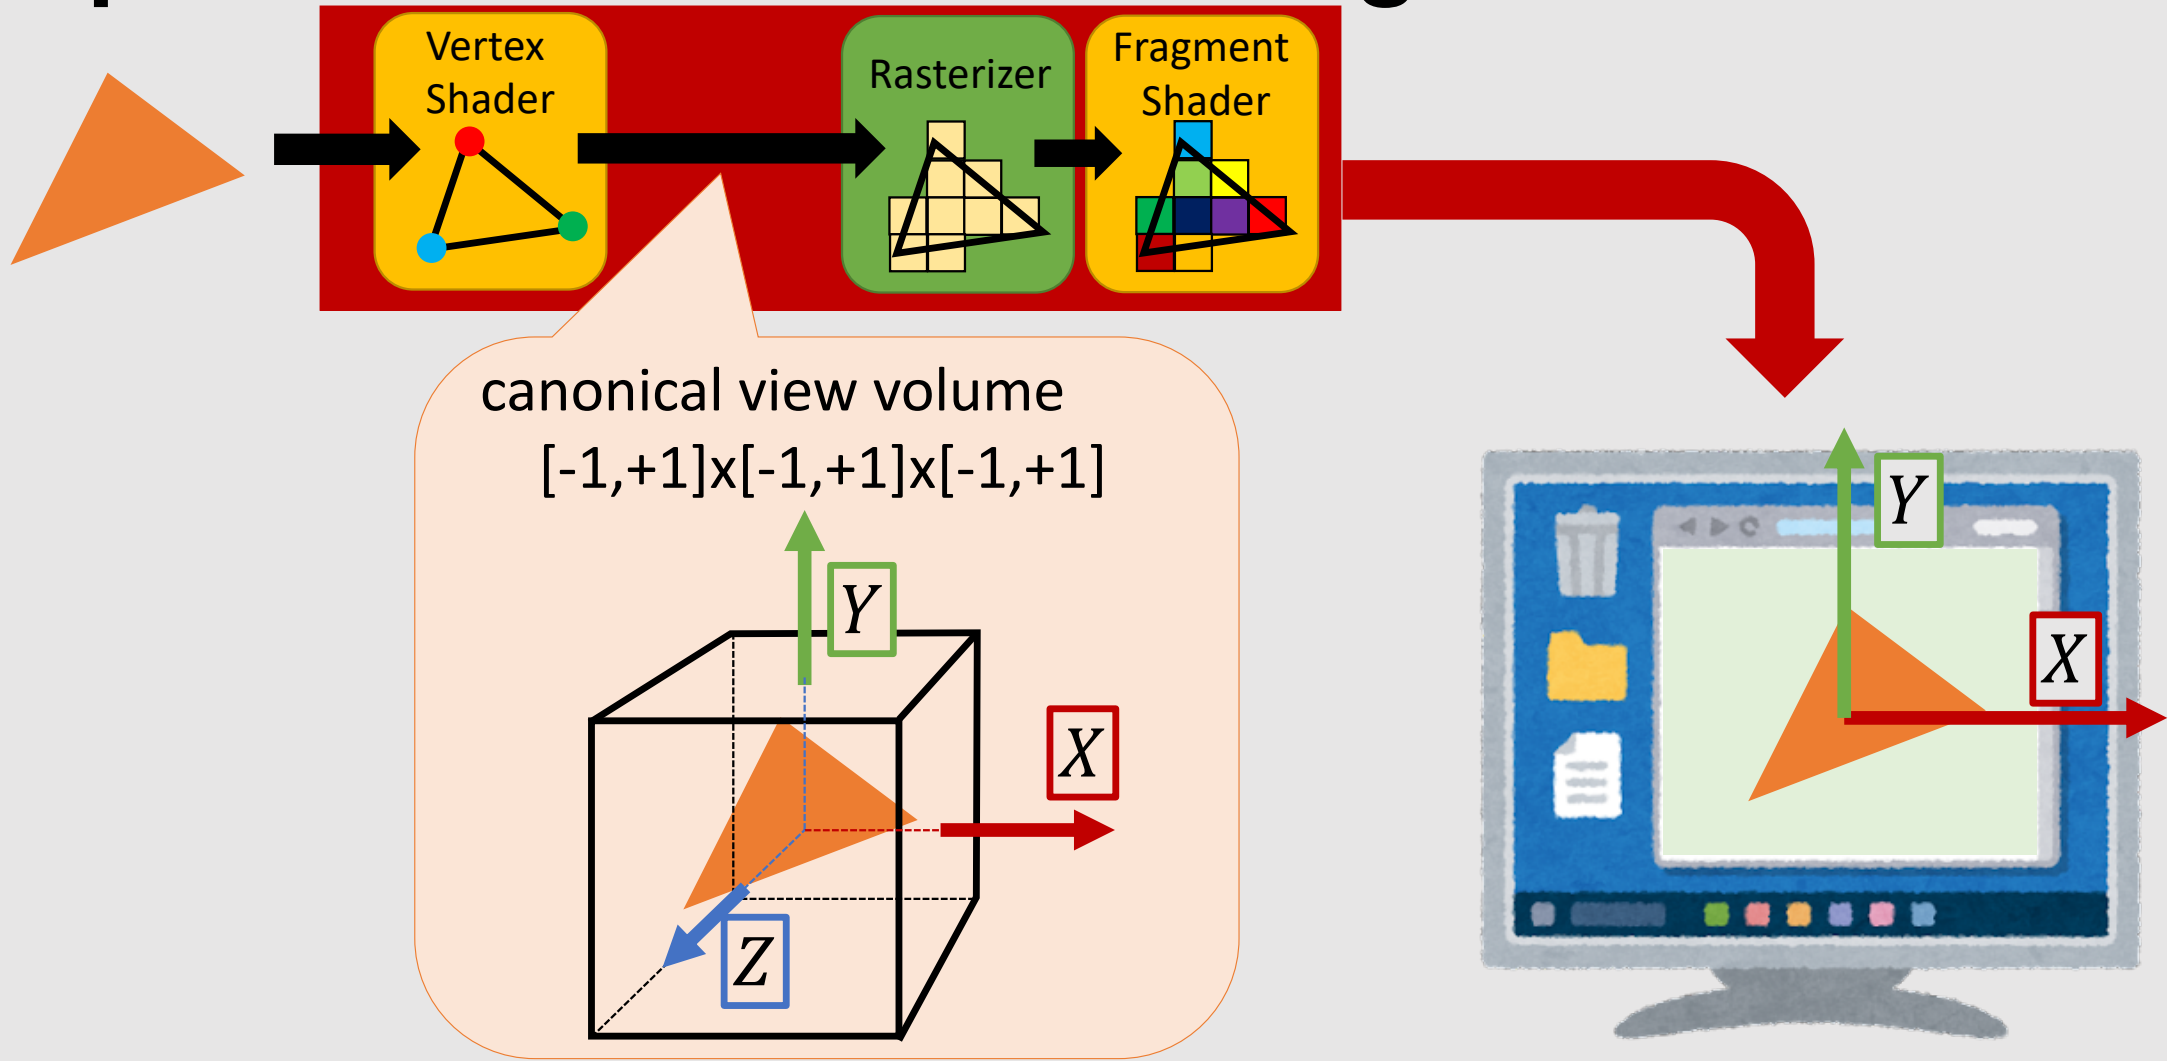 Vertex
Shader
Rasterizer
Fragment
Shader
canonical view volume
[-1,+1]x[-1,+1]x[-1,+1]
Y
X
Z
Y
X